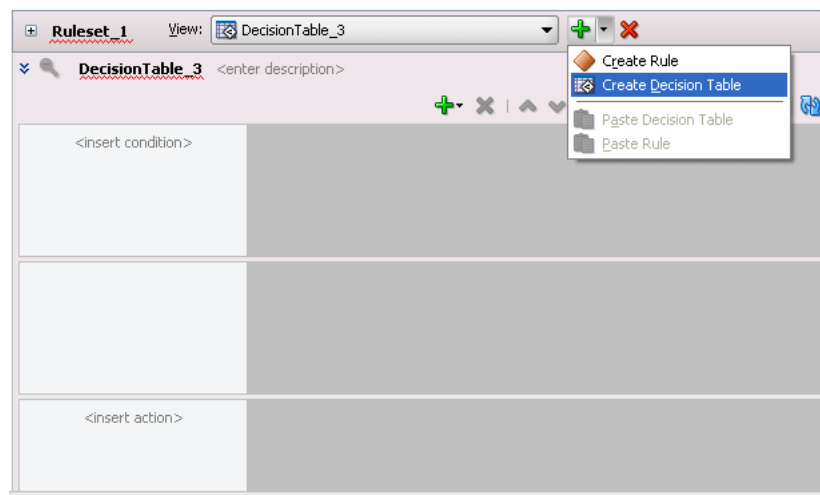 Ruleset_1 View: DecisionTable_3
Create Rule
DecisionTable_3 <enter description>
Create Decision Table
Paste Decision Table
Paste Rule
<insert condition>
<insert action>